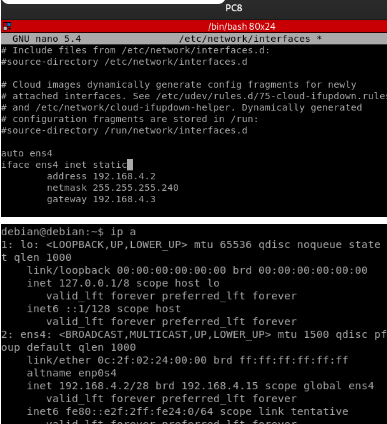 PC8
/bin/bash 80x24
GNU nano 5.4 /etc/network/interfaces *
# Include files from /etc/network/interfaces.d:
#source-directory /etc/network/interfaces.d
# Cloud images dynamically generate config fragments for newly
# attached interfaces. See /etc/udev/rules.d/75-cloud-ifupdown.rules
# and /etc/network/cloud-ifupdown-helper. Dynamically generated
# configuration fragments are stored in /run:
#source-directory /run/network/interfaces.d
auto ens4
iface ens4 inet static
address 192.168.4.2
netmask 255.255.255.240
gateway 192.168.4.3
debian@debian:~$ ip a
1: lo: <LOOPBACK,UP,LOWER_UP> mtu 65536 qdisc noqueue state
t qlen 1000
link/loopback 00:00:00:00:00:00 brd 00:00:00:00:00:00
inet 127.0.0.1/8 scope host lo
valid_lft forever preferred_lft forever
inet6 ::1/128 scope host
valid_lft forever preferred_lft forever
2: ens4: <BROADCAST,MULTICAST,UP,LOWER_UP> mtu 1500 qdisc pf
oup default qlen 1000
link/ether 0c:2f:02:24:00:00 brd ff:ff:ff:ff:ff:ff
altname enp0s4
inet 192.168.4.2/28 brd 192.168.4.15 scope global ens4
valid_lft forever preferred_lft forever
inet6 fe80::e2f:2ff:fe24:0/64 scope link tentative
valid_lft forever preferred_lft forever